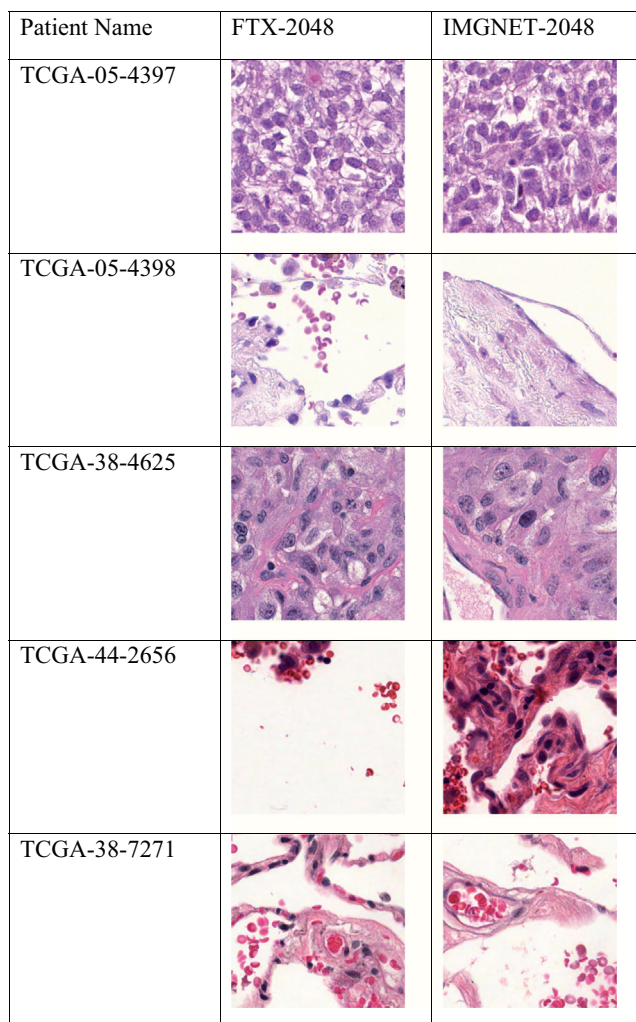 Patient Name FTX-2048 IMGNET-2048
TCGA-05-4397
TCGA-05-4398
TCGA-38-4625
TCGA-44-2656
TCGA-38-7271